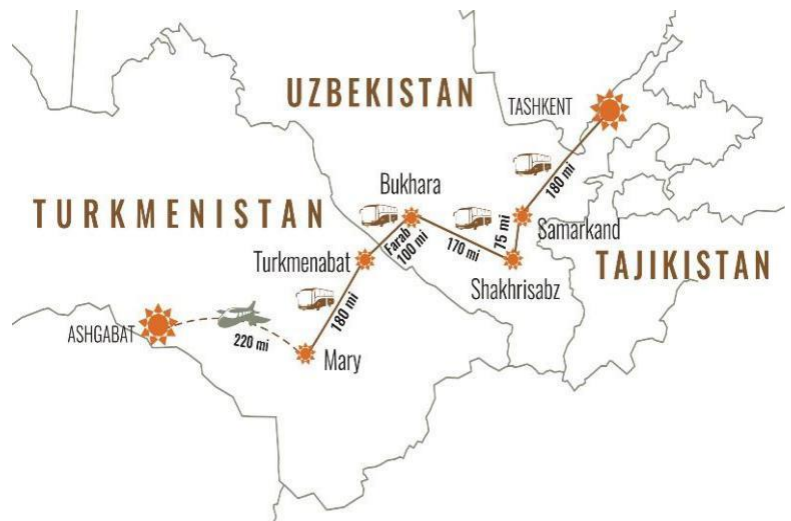 UZBEKISTAN
TASHKENT
180 mi
Bukhara
TURKMENISTAN
Farab
100 mi
170 mi
75 mi
Samarkand
Turkmenabat
Shakhrisabz
TAJIKISTAN
180 mi
ASHGABAT
220 mi
Mary